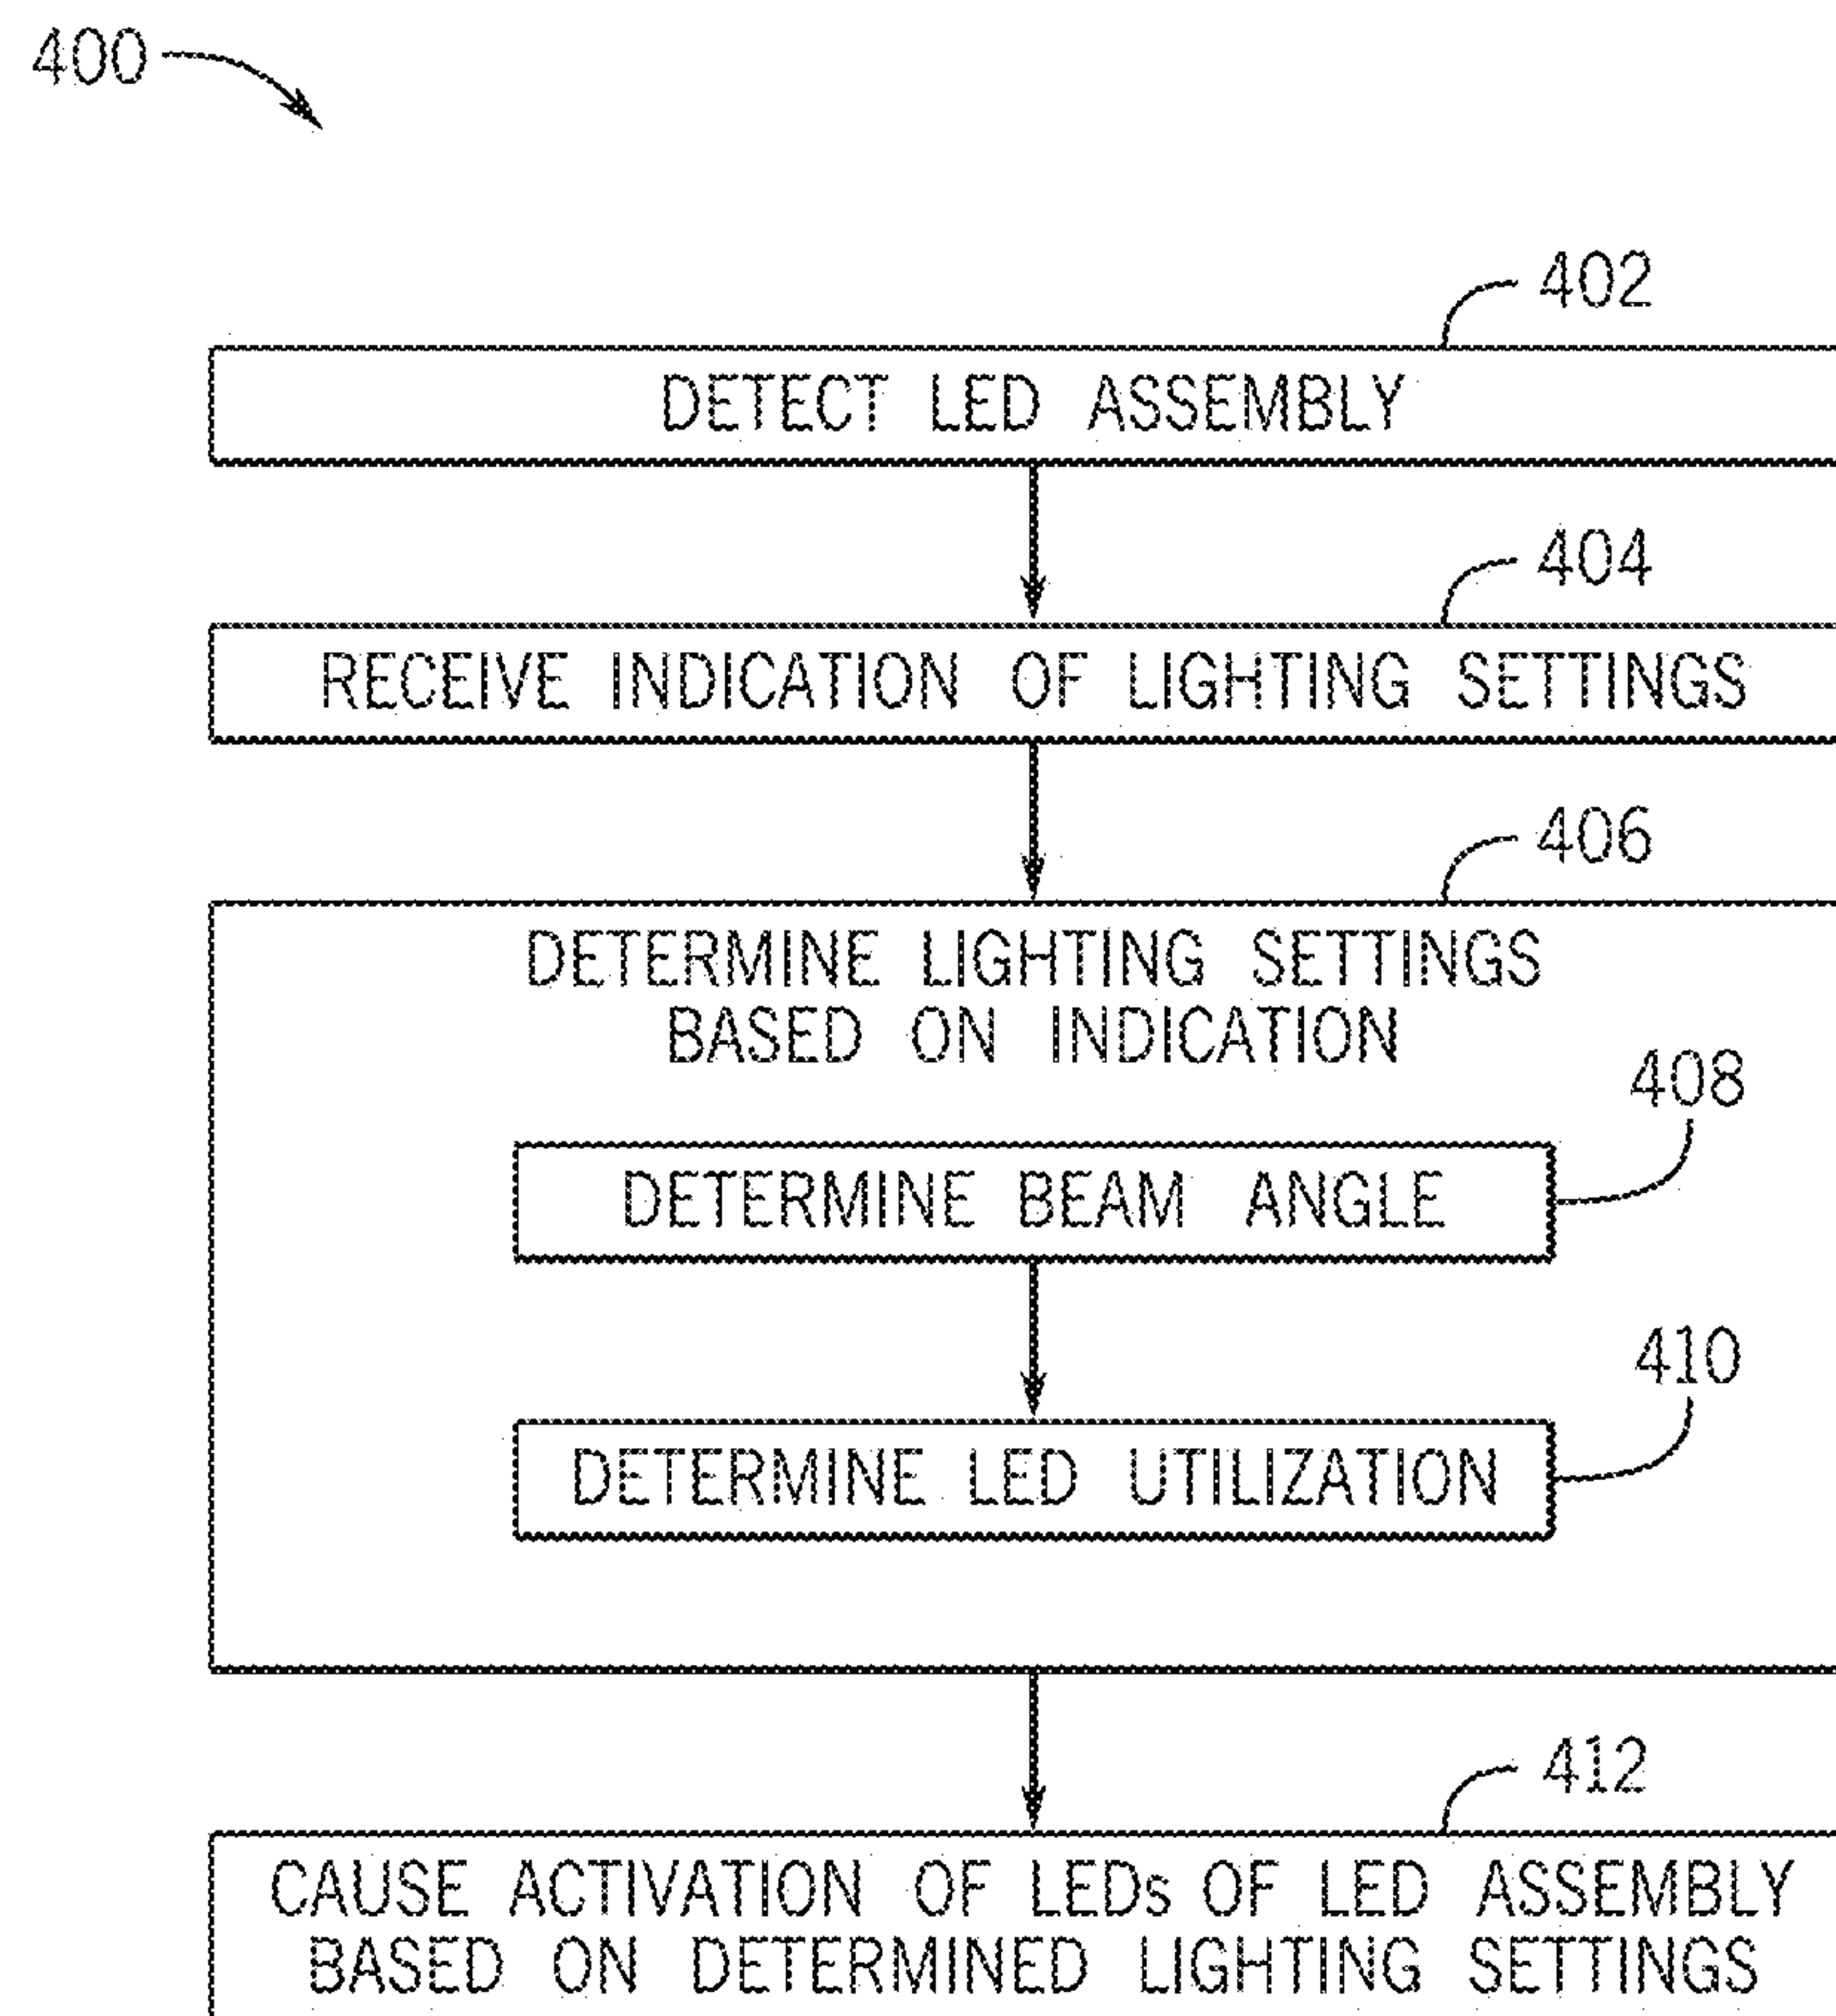 400
402
DETECT LED ASSEMBLY
404
RECEIVE INDICATION OF LIGHTING SETTINGS
406
DETERMINE LIGHTING SETTINGS
BASED ON INDICATION
408
DETERMINE BEAM ANGLE
410
DETERMINE LED UTILIZATION
412
CAUSE ACTIVATION OF LEDs OF LED ASSEMBLY
BASED ON DETERMINED LIGHTING SETTINGS